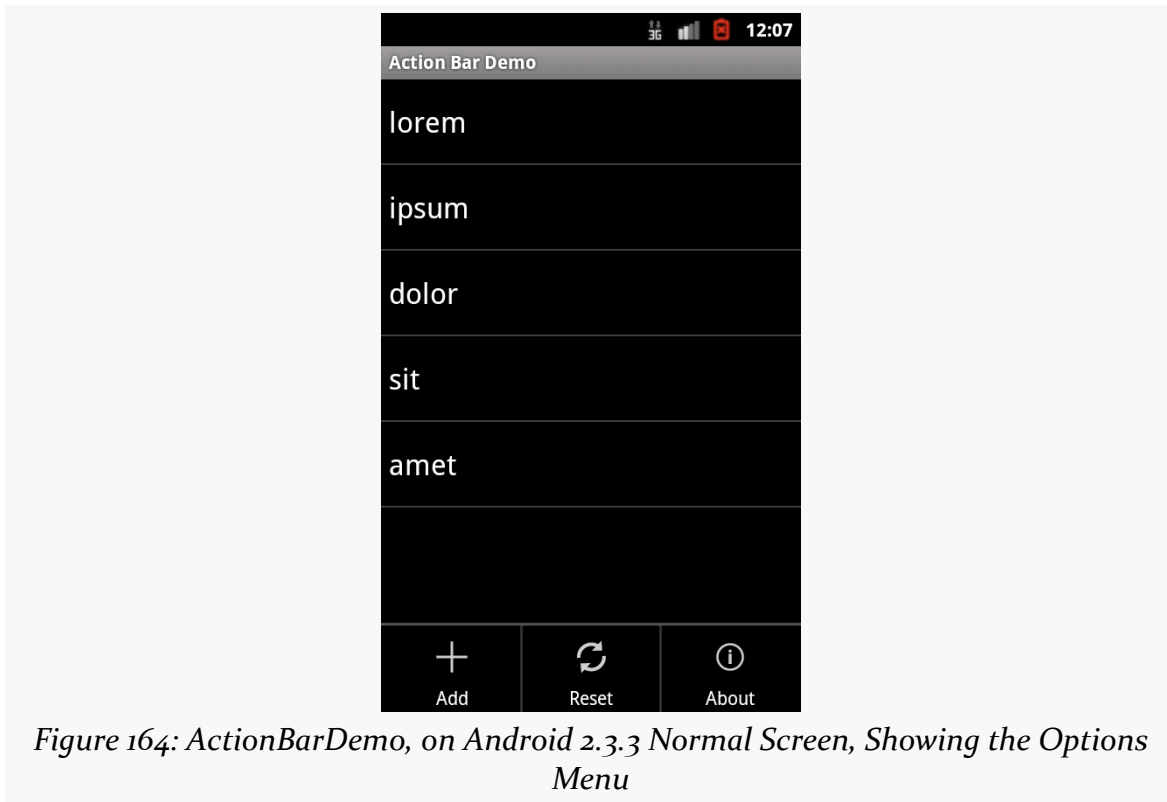 3G 12:07
Action Bar Demo
lorem
ipsum
dolor
sit
amet
Add Reset About
Figure 164: ActionBarDemo, on Android 2.3.3 Normal Screen, Showing the Options
Menu